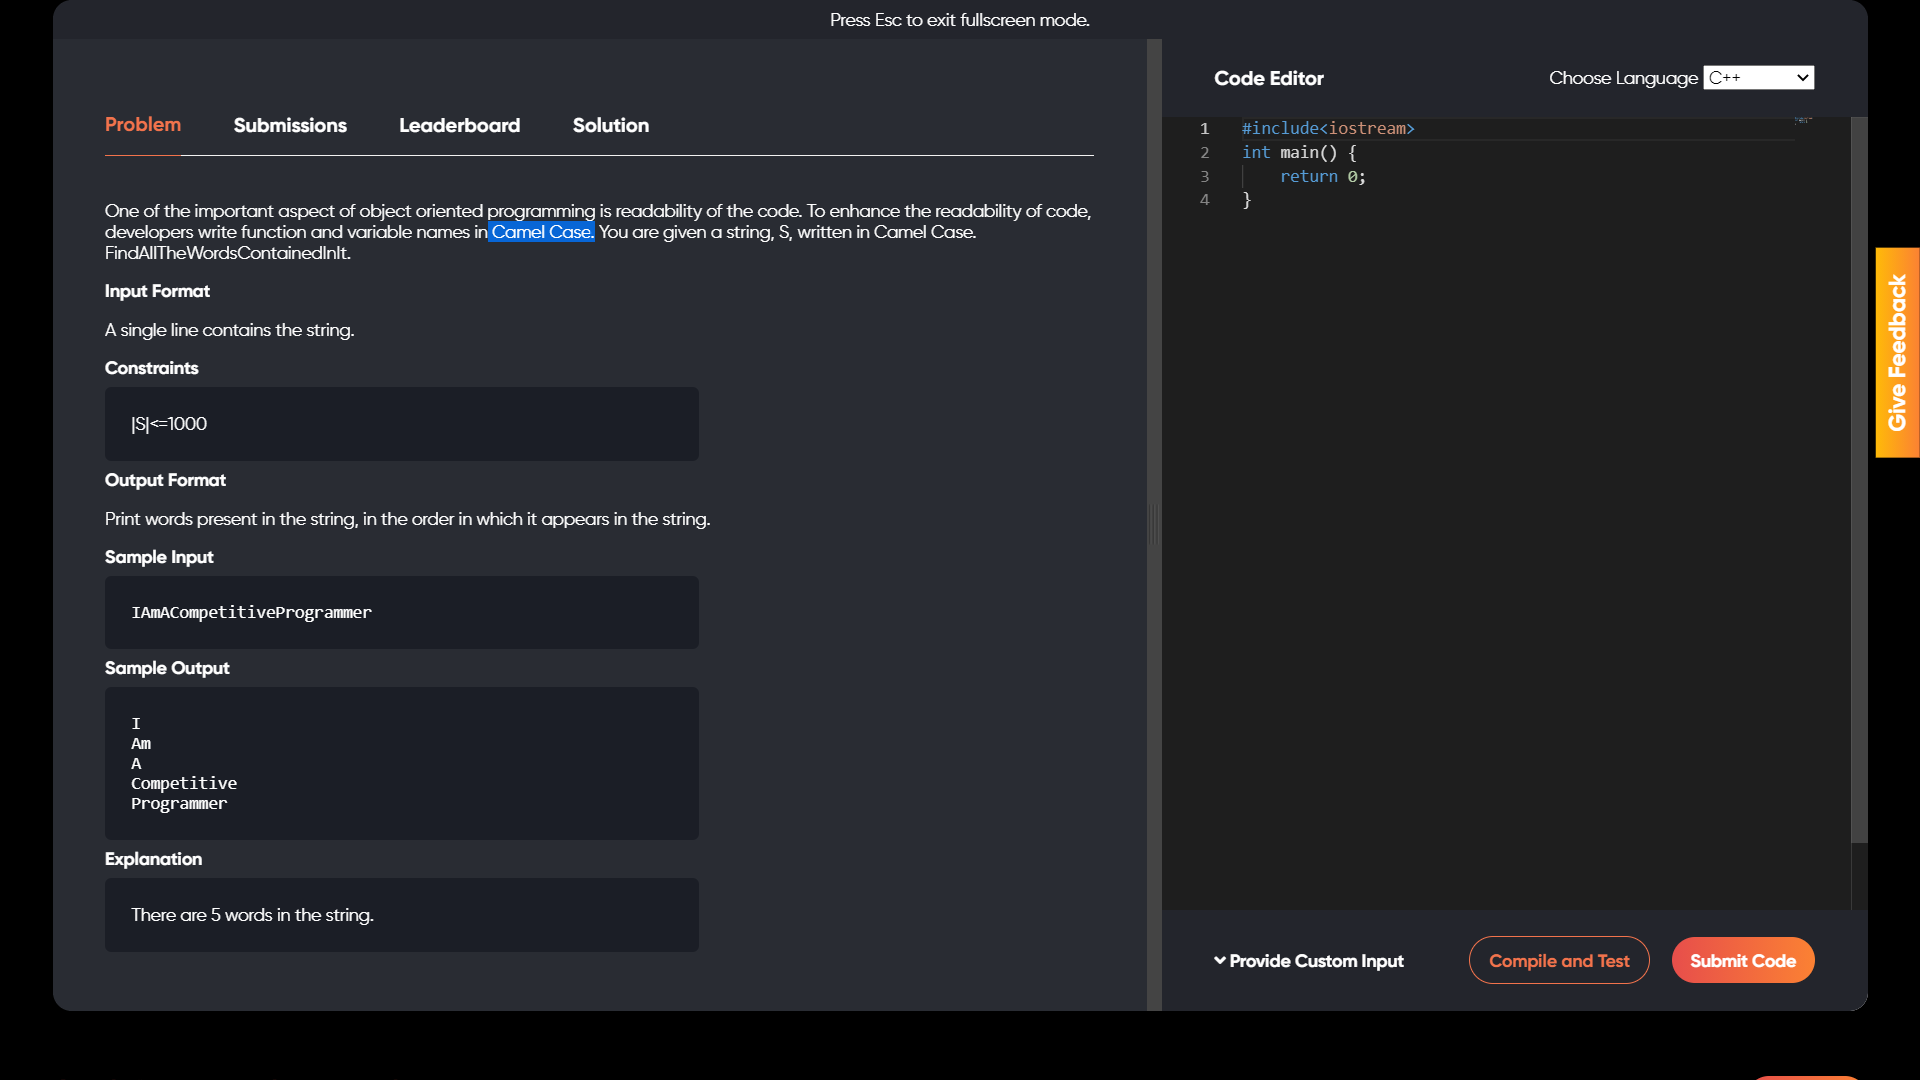 Press Esc to exit fullscreen mode.
Problem
Submissions
Leaderboard
Solution
One of the important aspect of object oriented programming is readability of the code. To enhance the readability of code,
developers write function and variable names in Camel Case. You are given a string, S, written in Camel Case.
FindAllTheWordsContainedInIt.
Input Format
A single line contains the string.
Constraints
|S|<=1000
Output Format
Print words present in the string, in the order in which it appears in the string.
Sample Input
IAmACompetitiveProgrammer
Sample Output
I
Am
A
Competitive
Programmer
Explanation
There are 5 words in the string.
Code Editor
Choose Language C++
1 #include<iostream>
2 int main() {
3     return 0;
4 }
Provide Custom Input
Compile and Test
Submit Code
Give Feedback